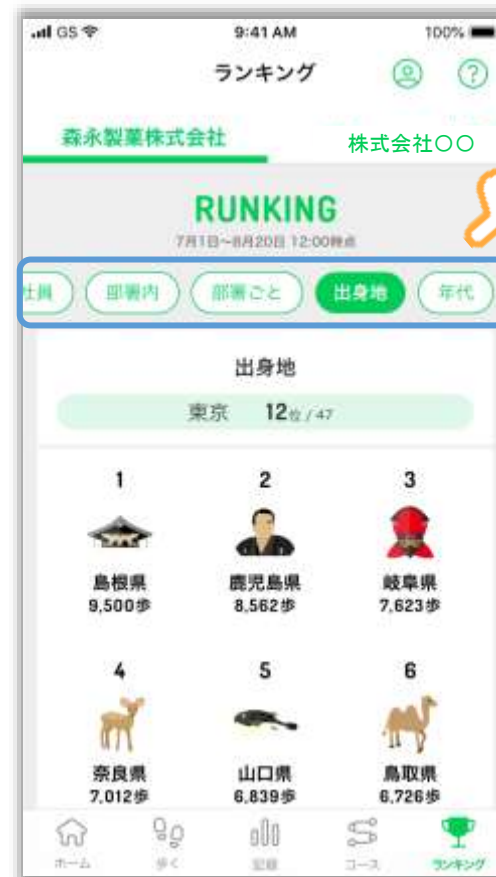 GS 9:41 AM 100%
ランキング ?
森永製菓株式会社 株式会社〇〇
RUNKING
7月1日~8月20日 12:00時点
社員 部署内 部署ごと 出身地 年代
出身地
東京 12位 / 47
1 2 3
島根県 鹿児島県 岐阜県
9,500歩 8,562歩 7,623歩
4 5 6
奈良県 山口県 鳥取県
7,012歩 6,839歩 6,726歩
ホーム 歩く 記録 コース ランキング